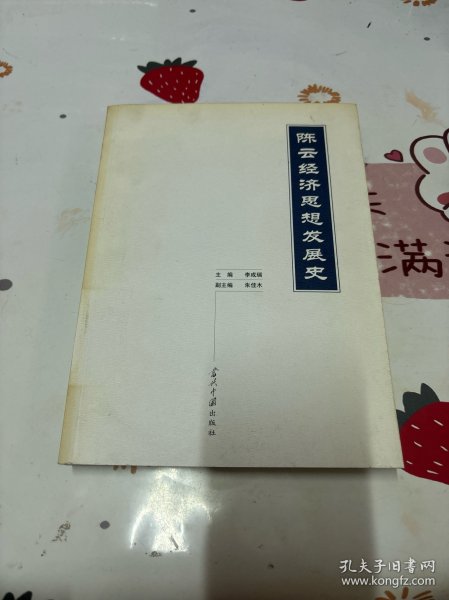 陈云经济思想发展史
主编 李成瑞
副主编 朱佳木
当代中国出版社
满
孔夫子旧书网
www.kongfz.com